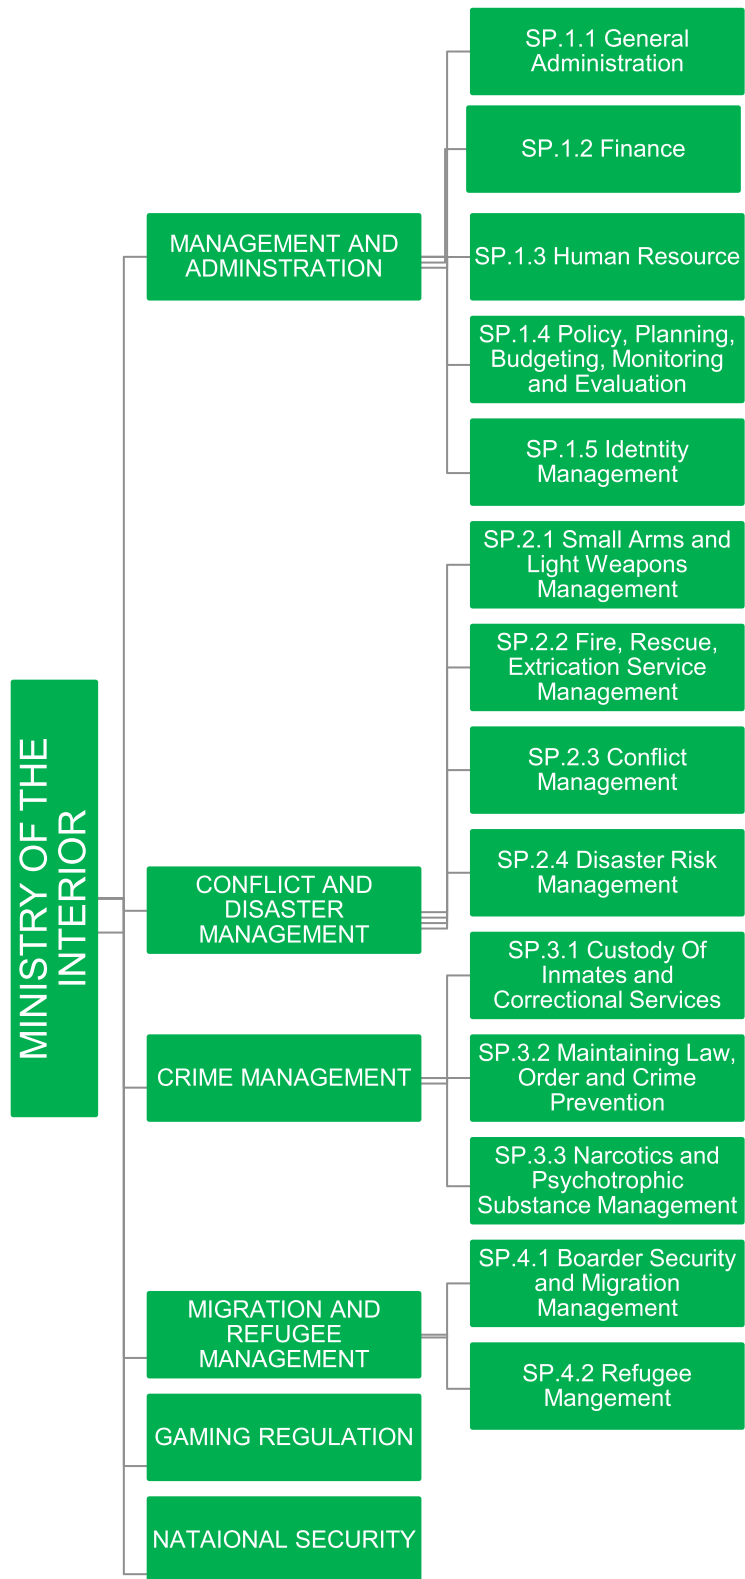 MINISTRY OF THE
INTERIOR
MANAGEMENT AND
ADMINSTRATION
SP.1.1 General
Administration
SP.1.2 Finance
SP.1.3 Human Resource
SP.1.4 Policy, Planning,
Budgeting, Monitoring
and Evaluation
SP.1.5 Idetntity
Management
CONFLICT AND
DISASTER
MANAGEMENT
SP.2.1 Small Arms and
Light Weapons
Management
SP.2.2 Fire, Rescue,
Extrication Service
Management
SP.2.3 Conflict
Management
SP.2.4 Disaster Risk
Management
CRIME MANAGEMENT
SP.3.1 Custody Of
Inmates and
Correctional Services
SP.3.2 Maintaining Law,
Order and Crime
Prevention
SP.3.3 Narcotics and
Psychotrophic
Substance Management
MIGRATION AND
REFUGEE
MANAGEMENT
SP.4.1 Boarder Security
and Migration
Management
SP.4.2 Refugee
Mangement
GAMING REGULATION
NATAIONAL SECURITY